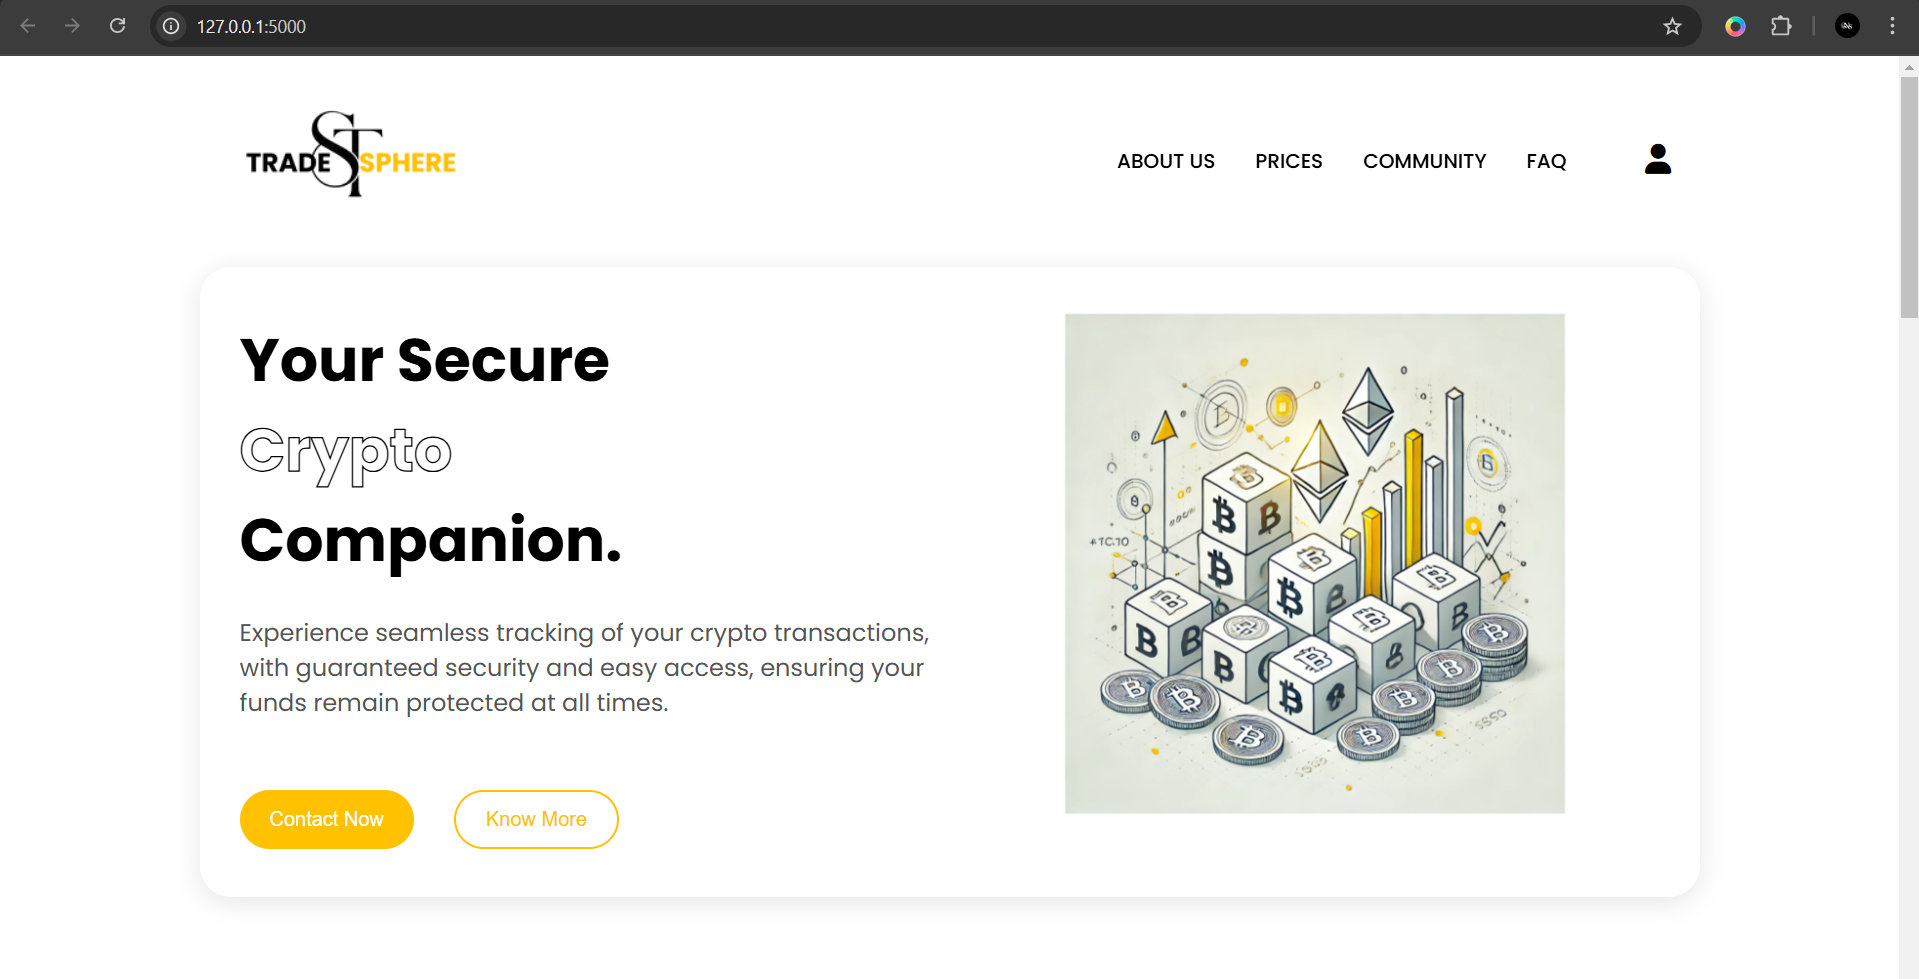 127.0.0.1:5000
TRADE ST SPHERE
ABOUT US
PRICES
COMMUNITY
FAQ
Your Secure
Crypto
Companion.
Experience seamless tracking of your crypto transactions,
with guaranteed security and easy access, ensuring your
funds remain protected at all times.
Contact Now
Know More